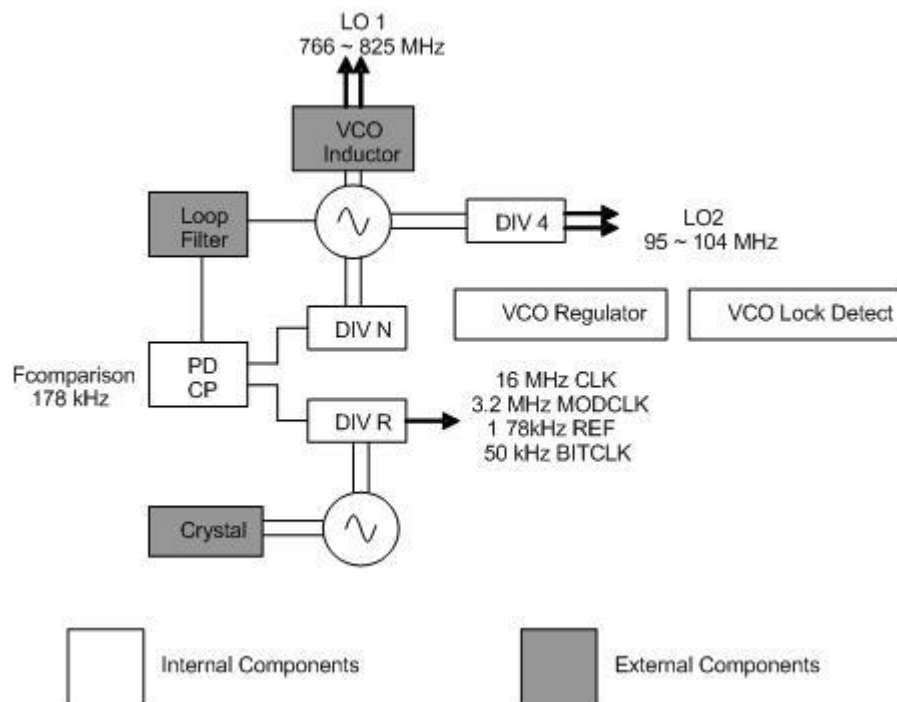 LO 1
766 ~ 825 MHz
VCO
Inductor
Loop
Filter
DIV 4
LO2
95 ~ 104 MHz
DIV N
VCO Regulator
VCO Lock Detect
Fcomparison
178 kHz
PD
CP
DIV R
16 MHz CLK
3.2 MHz MODCLK
1 78kHz REF
50 kHz BITCLK
Crystal
Internal Components
External Components